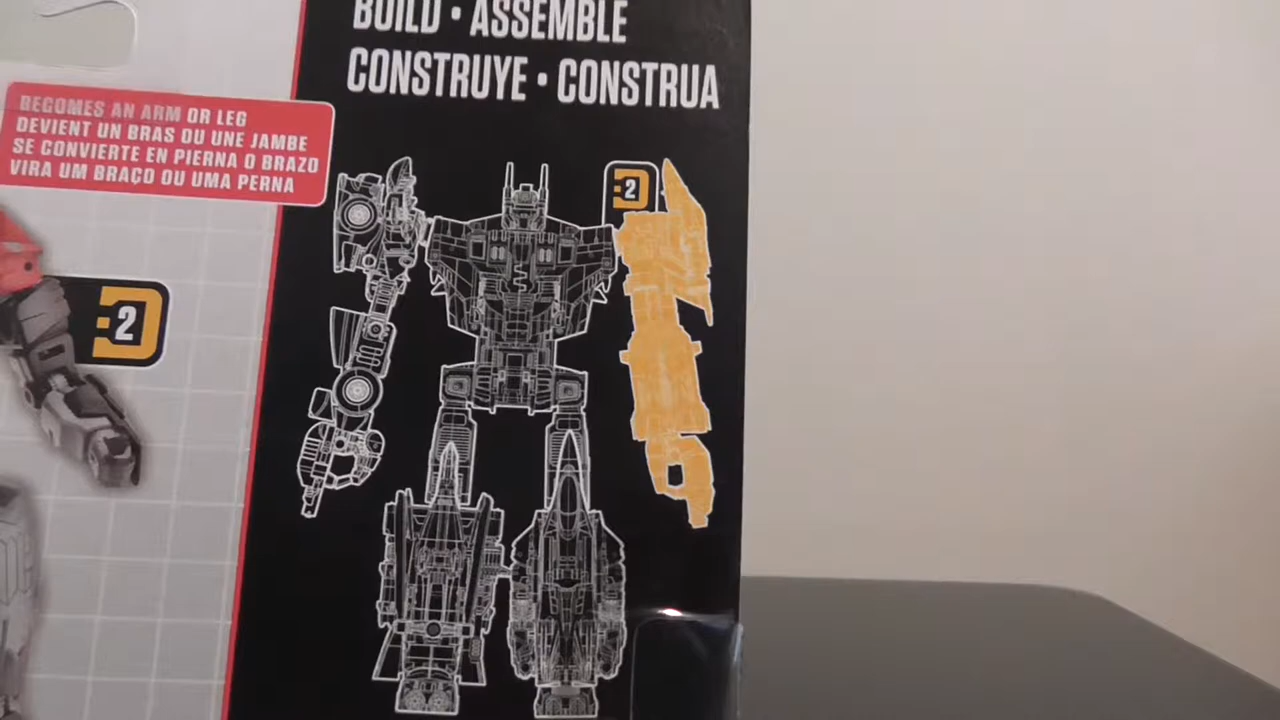 BUILD • ASSEMBLE
CONSTRUYE • CONSTRUA
BECOMES AN ARM OR LEG
DEVIENT UN BRAS OU UNE JAMBE
SE CONVIERTE EN PIERNA O BRAZO
VIRA UM BRAÇO OU UMA PERNA
2
2